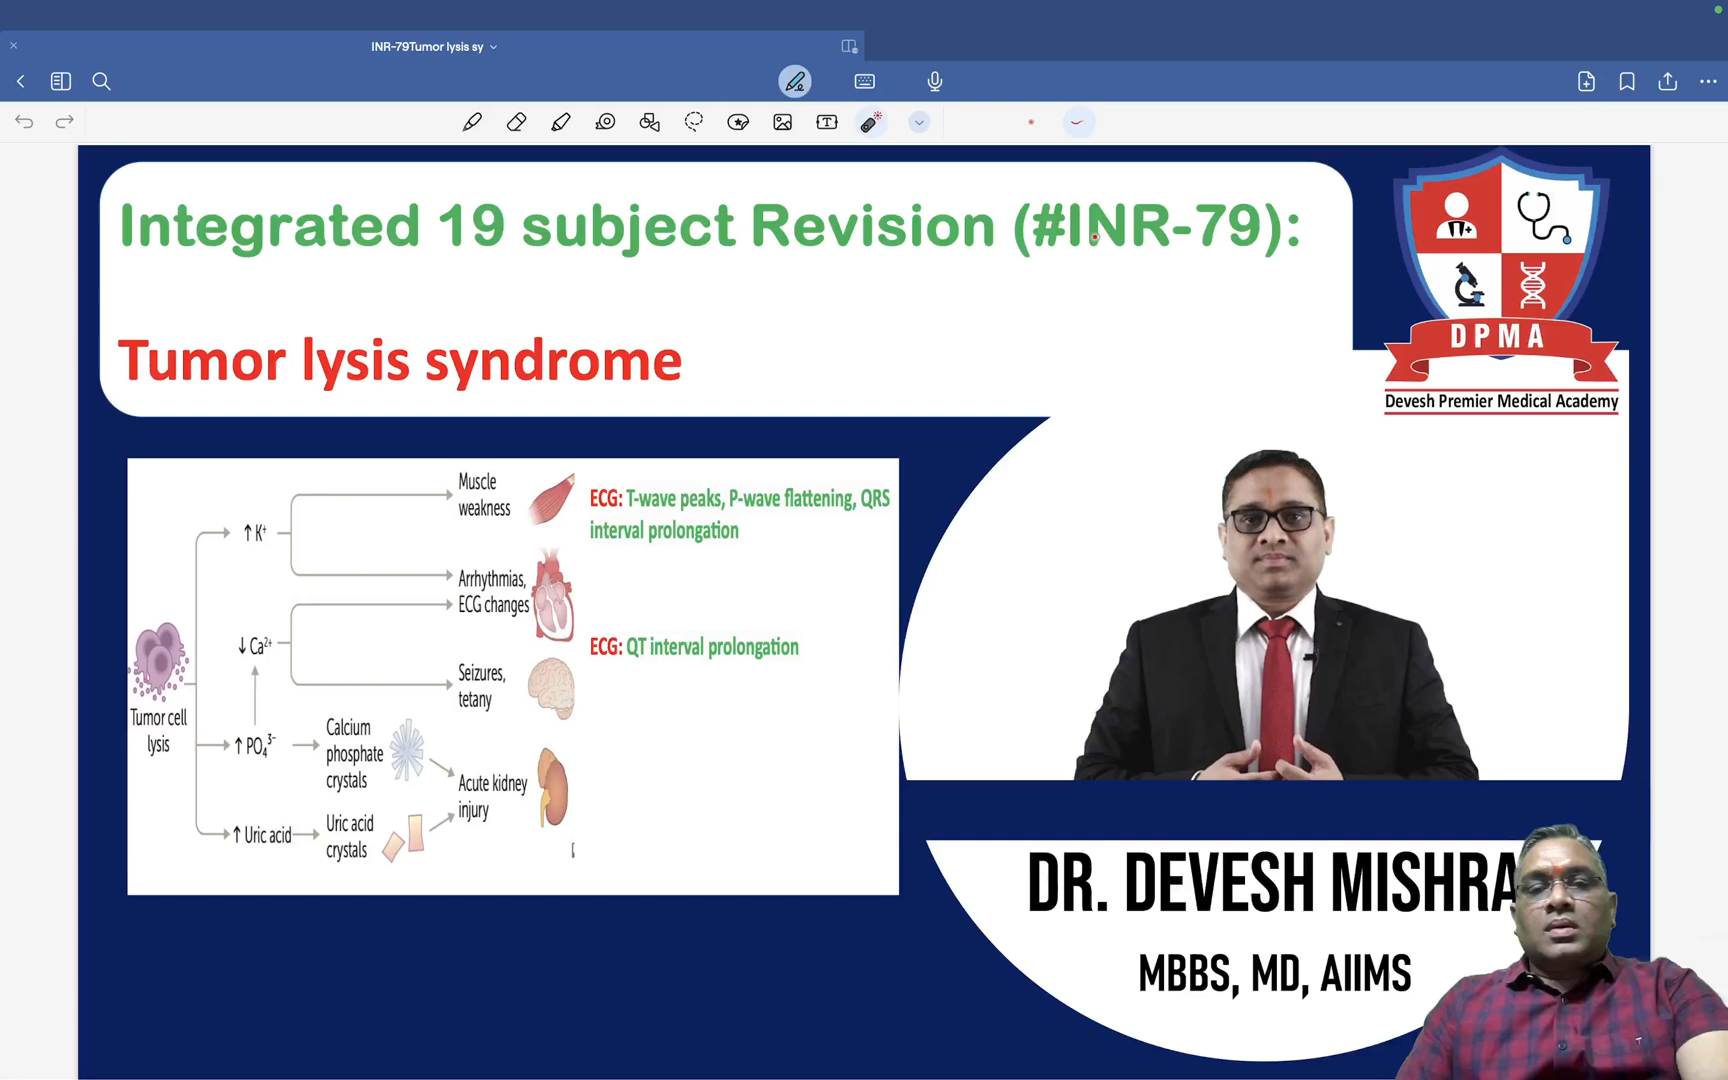 INR-79Tumor lysis sy
Integrated 19 subject Revision (#INR-79):
Tumor lysis syndrome
DPMA
Devesh Premier Medical Academy
Muscle
weakness
ECG: T-wave peaks, P-wave flattening, QRS
interval prolongation
↑ K⁺
Arrhythmias,
ECG changes
↓ Ca²⁺
ECG: QT interval prolongation
Seizures,
tetany
Tumor cell
lysis
↑ PO₄³⁻
Calcium
phosphate
crystals
Acute kidney
injury
↑ Uric acid
Uric acid
crystals
DR. DEVESH MISHRA
MBBS, MD, AIIMS